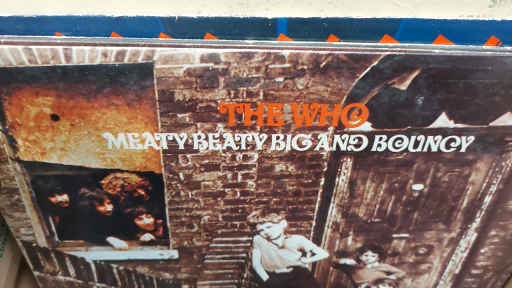 THE WHO
MEATY BEATY BIG AND BOUNCY